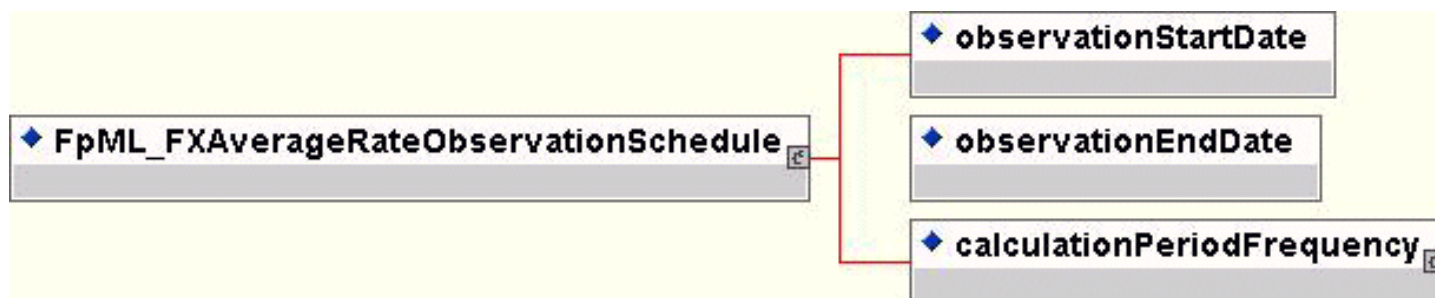 observationStartDate
FpML_FXAverageRateObservationSchedule
observationEndDate
calculationPeriodFrequency